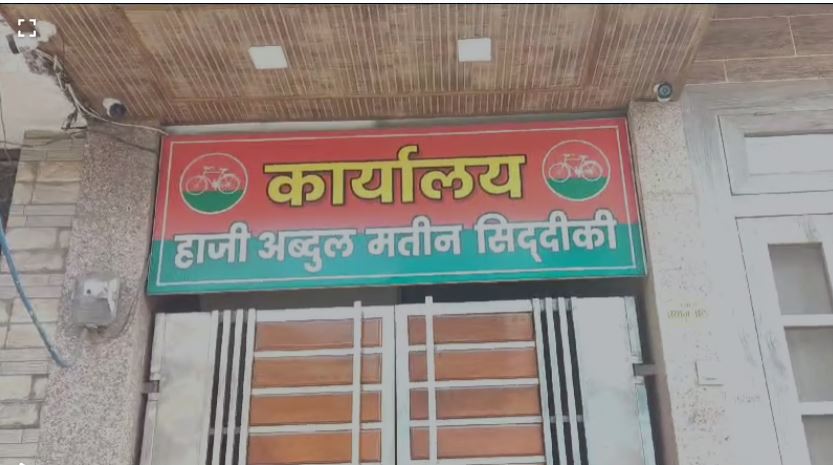 कार्यालय
हाजी अब्दुल मतीन सिद्दीकी